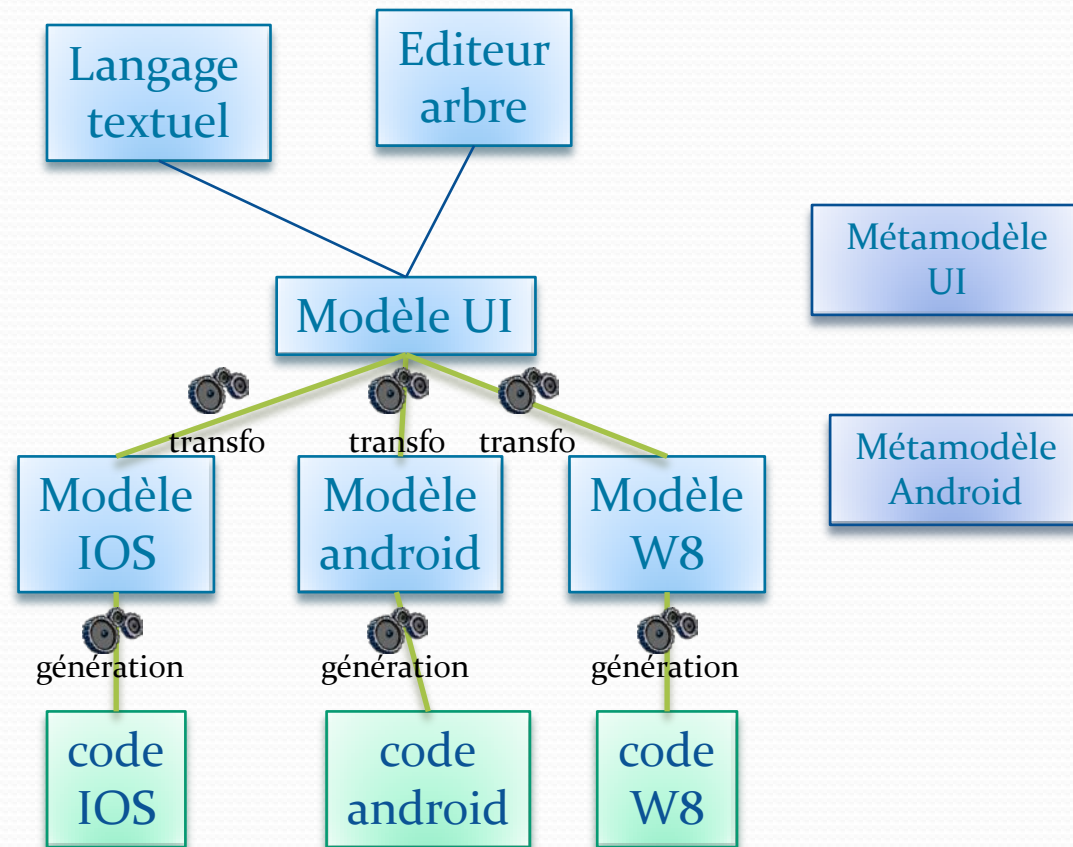 Langage
textuel
Editeur
arbre
Métamodèle
UI
Modèle UI
transfo
transfo
transfo
Métamodèle
Android
Modèle
IOS
Modèle
android
Modèle
W8
génération
génération
génération
code
IOS
code
android
code
W8